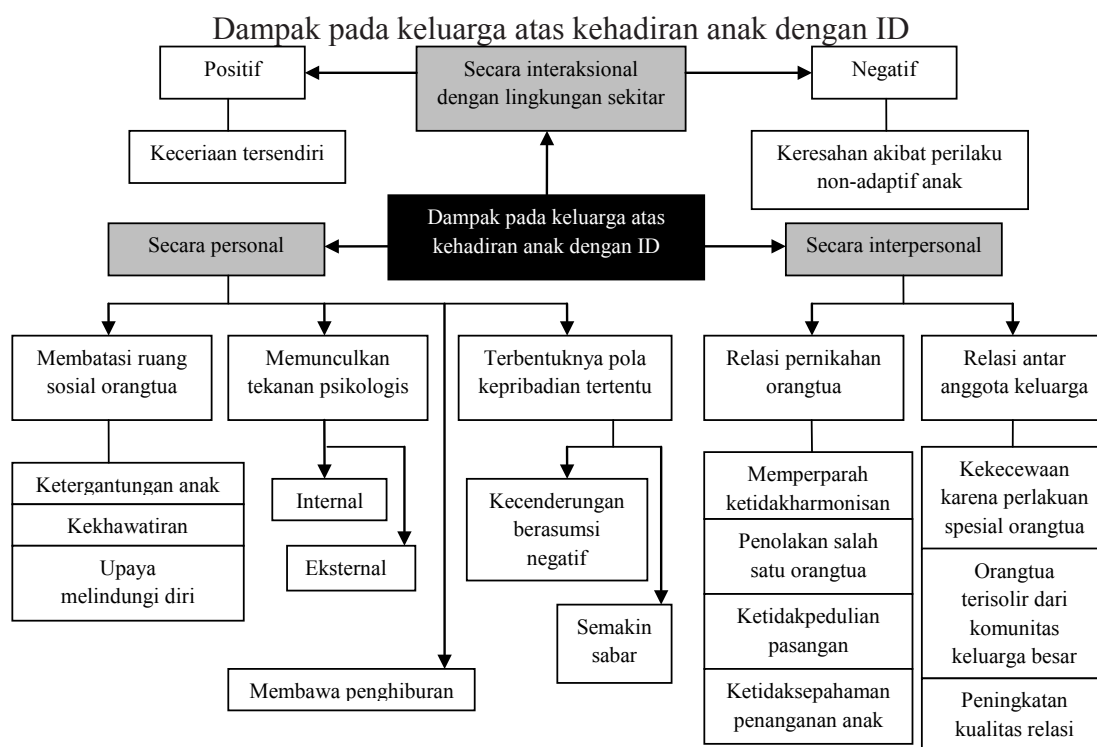 Dampak pada keluarga atas kehadiran anak dengan ID
Positif
Secara interaksional
dengan lingkungan sekitar
Negatif
Keceriaan tersendiri
Keresahan akibat perilaku
non-adaptif anak
Dampak pada keluarga atas
kehadiran anak dengan ID
Secara personal
Secara interpersonal
Membatasi ruang
sosial orangtua
Memunculkan
tekanan psikologis
Terbentuknya pola
kepribadian tertentu
Relasi pernikahan
orangtua
Relasi antar
anggota keluarga
Ketergantungan anak
Kekhawatiran
Upaya
melindungi diri
Internal
Eksternal
Kecenderungan
berasumsi
negatif
Semakin
sabar
Membawa penghiburan
Memperparah
ketidakharmonisan
Penolakan salah
satu orangtua
Ketidakpedulian
pasangan
Ketidaksepahaman
penanganan anak
Kekecewaan
karena perlakuan
spesial orangtua
Orangtua
terisolir dari
komunitas
keluarga besar
Peningkatan
kualitas relasi